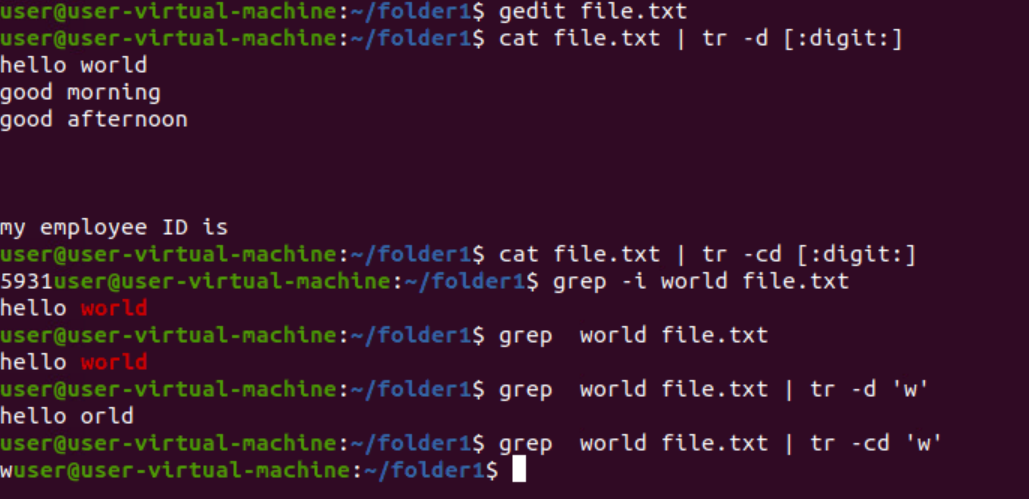 user@user-virtual-machine:~/folder1$ gedit file.txt
user@user-virtual-machine:~/folder1$ cat file.txt | tr -d [:digit:]
hello world
good morning
good afternoon
my employee ID is
user@user-virtual-machine:~/folder1$ cat file.txt | tr -cd [:digit:]
5931user@user-virtual-machine:~/folder1$ grep -i world file.txt
hello world
user@user-virtual-machine:~/folder1$ grep  world file.txt
hello world
user@user-virtual-machine:~/folder1$ grep  world file.txt | tr -d 'w'
hello orld
user@user-virtual-machine:~/folder1$ grep  world file.txt | tr -cd 'w'
wuser@user-virtual-machine:~/folder1$